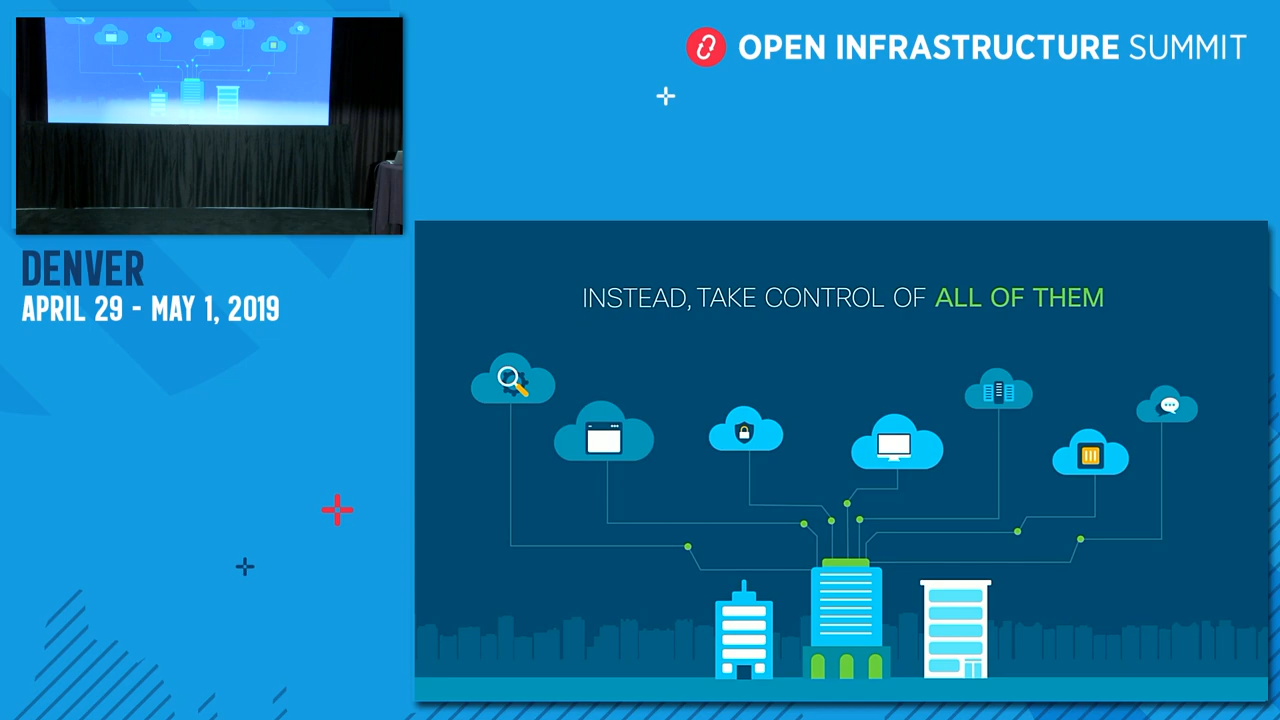 OPEN INFRASTRUCTURE SUMMIT
DENVER
APRIL 29 - MAY 1, 2019
INSTEAD, TAKE CONTROL OF ALL OF THEM